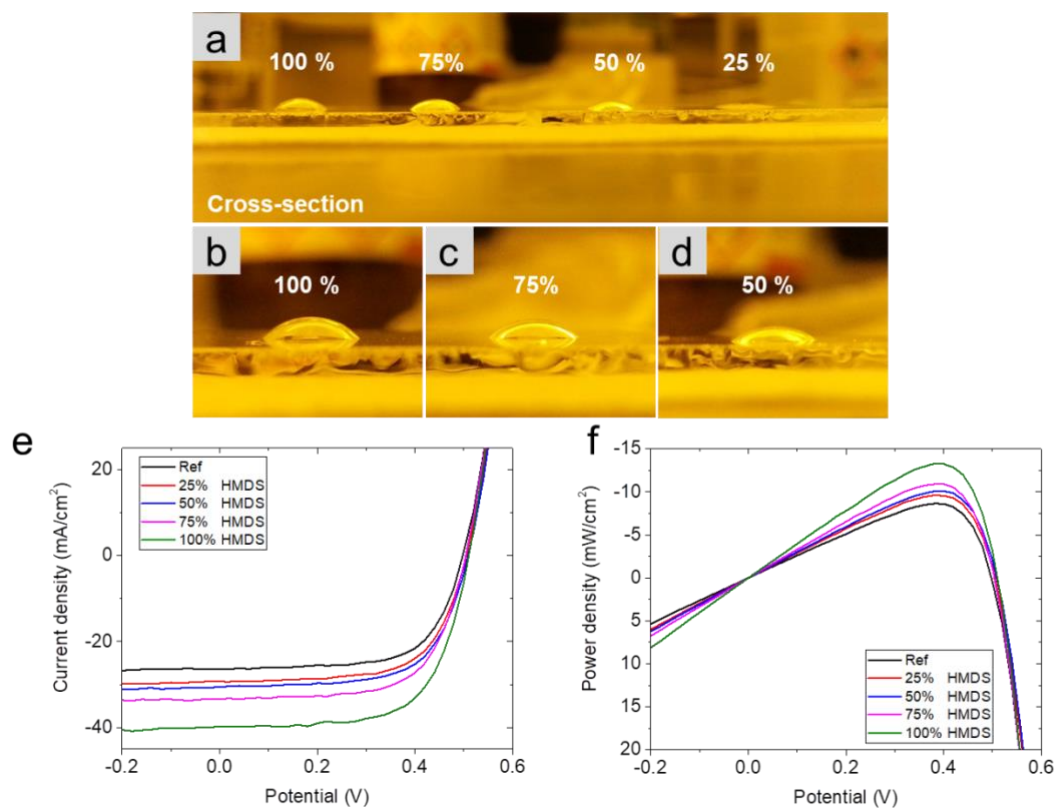 a
100 %
75%
50 %
25 %
Cross-section
b
100 %
c
75%
d
50 %
e
20
0
-20
-40
-0.2
0.0
0.2
0.4
0.6
Current density (mA/cm²)
Potential (V)
Ref
25% HMDS
50% HMDS
75% HMDS
100% HMDS
f
-15
-10
-5
0
5
10
15
20
-0.2
0.0
0.2
0.4
0.6
Power density (mW/cm²)
Potential (V)
Ref
25% HMDS
50% HMDS
75% HMDS
100% HMDS